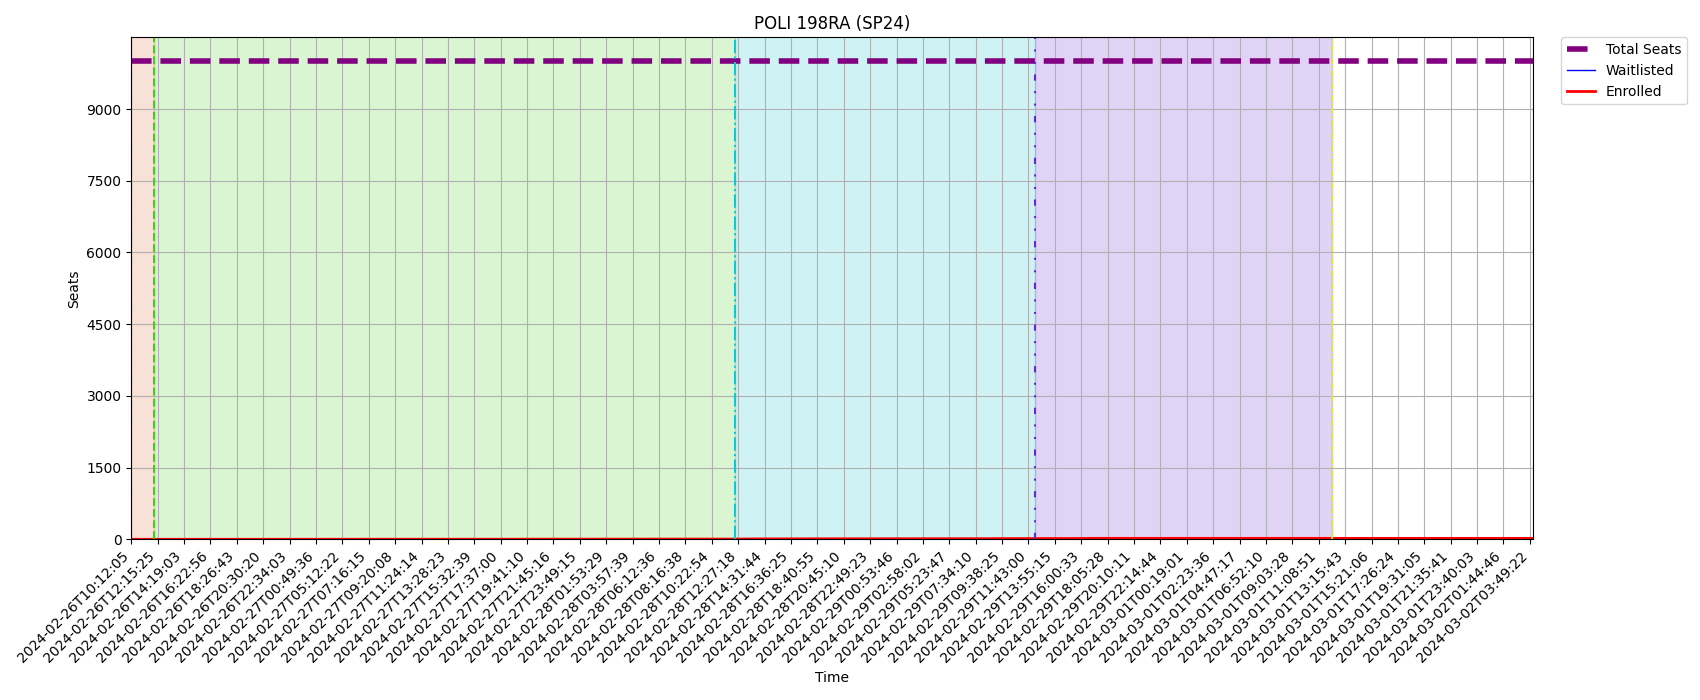 POLI 198RA (SP24)
Total Seats
Waitlisted
Enrolled
Seats
9000
7500
6000
4500
3000
1500
0
2024-02-26T10:12:05
2024-02-26T12:15:25
2024-02-26T14:19:03
2024-02-26T16:22:56
2024-02-26T18:26:43
2024-02-26T20:30:20
2024-02-26T22:34:03
2024-02-27T00:49:36
2024-02-27T05:12:22
2024-02-27T07:16:15
2024-02-27T09:20:08
2024-02-27T11:24:14
2024-02-27T13:28:23
2024-02-27T15:32:39
2024-02-27T17:37:00
2024-02-27T19:41:10
2024-02-27T21:45:16
2024-02-27T23:49:15
2024-02-28T01:53:29
2024-02-28T03:57:39
2024-02-28T06:12:36
2024-02-28T08:16:38
2024-02-28T10:22:54
2024-02-28T12:27:18
2024-02-28T14:31:44
2024-02-28T16:36:25
2024-02-28T18:40:55
2024-02-28T20:45:10
2024-02-28T22:49:23
2024-02-29T00:53:46
2024-02-29T02:58:02
2024-02-29T05:23:47
2024-02-29T07:34:10
2024-02-29T09:38:25
2024-02-29T11:43:00
2024-02-29T13:55:15
2024-02-29T16:00:33
2024-02-29T18:05:28
2024-02-29T20:10:11
2024-02-29T22:14:44
2024-03-01T00:19:01
2024-03-01T02:23:36
2024-03-01T04:47:17
2024-03-01T06:52:10
2024-03-01T09:03:28
2024-03-01T11:08:51
2024-03-01T13:15:43
2024-03-01T15:21:06
2024-03-01T17:26:24
2024-03-01T19:31:05
2024-03-01T21:35:41
2024-03-01T23:40:03
2024-03-02T01:44:46
2024-03-02T03:49:22
Time